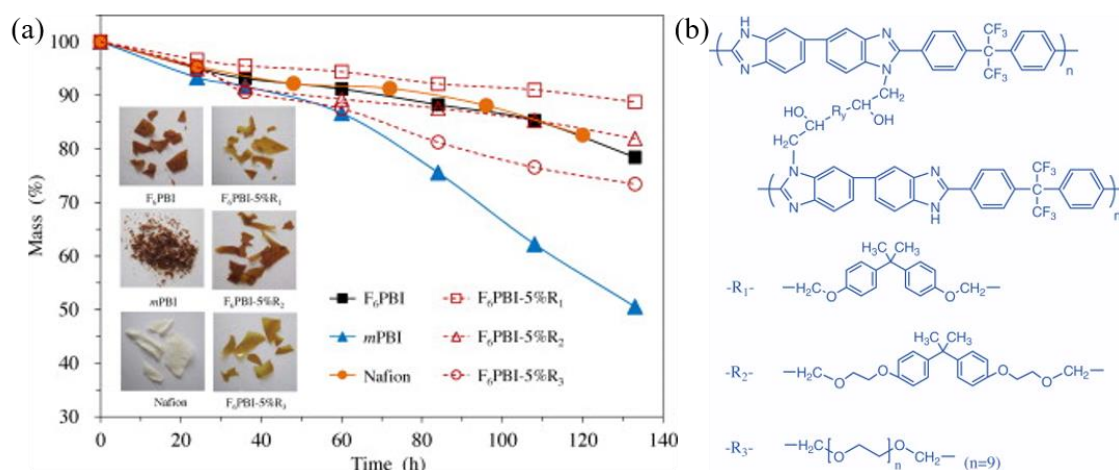 (a)
100
90
80
70
60
50
40
30
Mass (%)
0
20
40
60
80
100
120
140
Time (h)
F₆PBI
F₆PBI-5%R₁
mPBI
F₆PBI-5%R₂
Nafion
F₆PBI-5%R₃
F₆PBI
mPBI
Nafion
F₆PBI-5%R₁
F₆PBI-5%R₂
F₆PBI-5%R₃
(b)
H
N
N
CF₃
C
N
N
CF₃
n
CH₂
HO
CH
R_y
CH
OH
H₂C
N
N
CF₃
C
N
N
H
CF₃
n
H₃C CH₃
-R₁- —H₂C O O CH₂—
H₃C CH₃
-R₂- —H₂C O O O O CH₂—
-R₃- —H₂C O n O CH₂— (n=9)